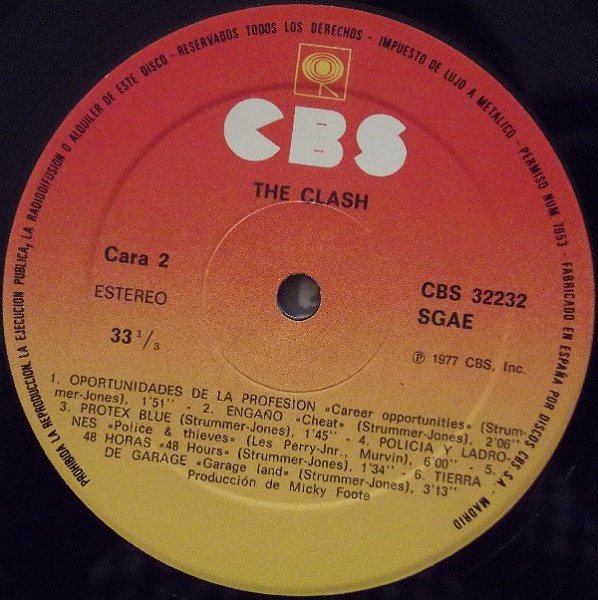 PROHIBIDA LA REPRODUCCION, LA EJECUCION PUBLICA, LA RADIODIFUSION O ALQUILER DE ESTE DISCO - RESERVADOS TODOS LOS DERECHOS - IMPUESTO DE LUJO A METALICO - PERMISO NUM 7053 - FABRICADO EN ESPAÑA POR DISCOS CBS S.A. - MADRID
CBS
THE CLASH
Cara 2
ESTEREO
33 1/3
CBS 32232
SGAE
℗ 1977 CBS, Inc.
1. OPORTUNIDADES DE LA PROFESION «Career opportunities» (Strum-
mer-Jones), 1'51" - 2. ENGAÑO «Cheat» (Strummer-Jones), 2'06"
3. PROTEX BLUE (Strummer-Jones), 1'45" - 4. POLICIA Y LADRO-
NES «Police & thieves» (Les Perry-Jnr., Murvin), 6'00" - 5.
48 HORAS «48 Hours» (Strummer-Jones), 1'34" - 6. TIERRA
DE GARAGE «Garage land» (Strummer-Jones), 3'13"
Producción de Micky Foote